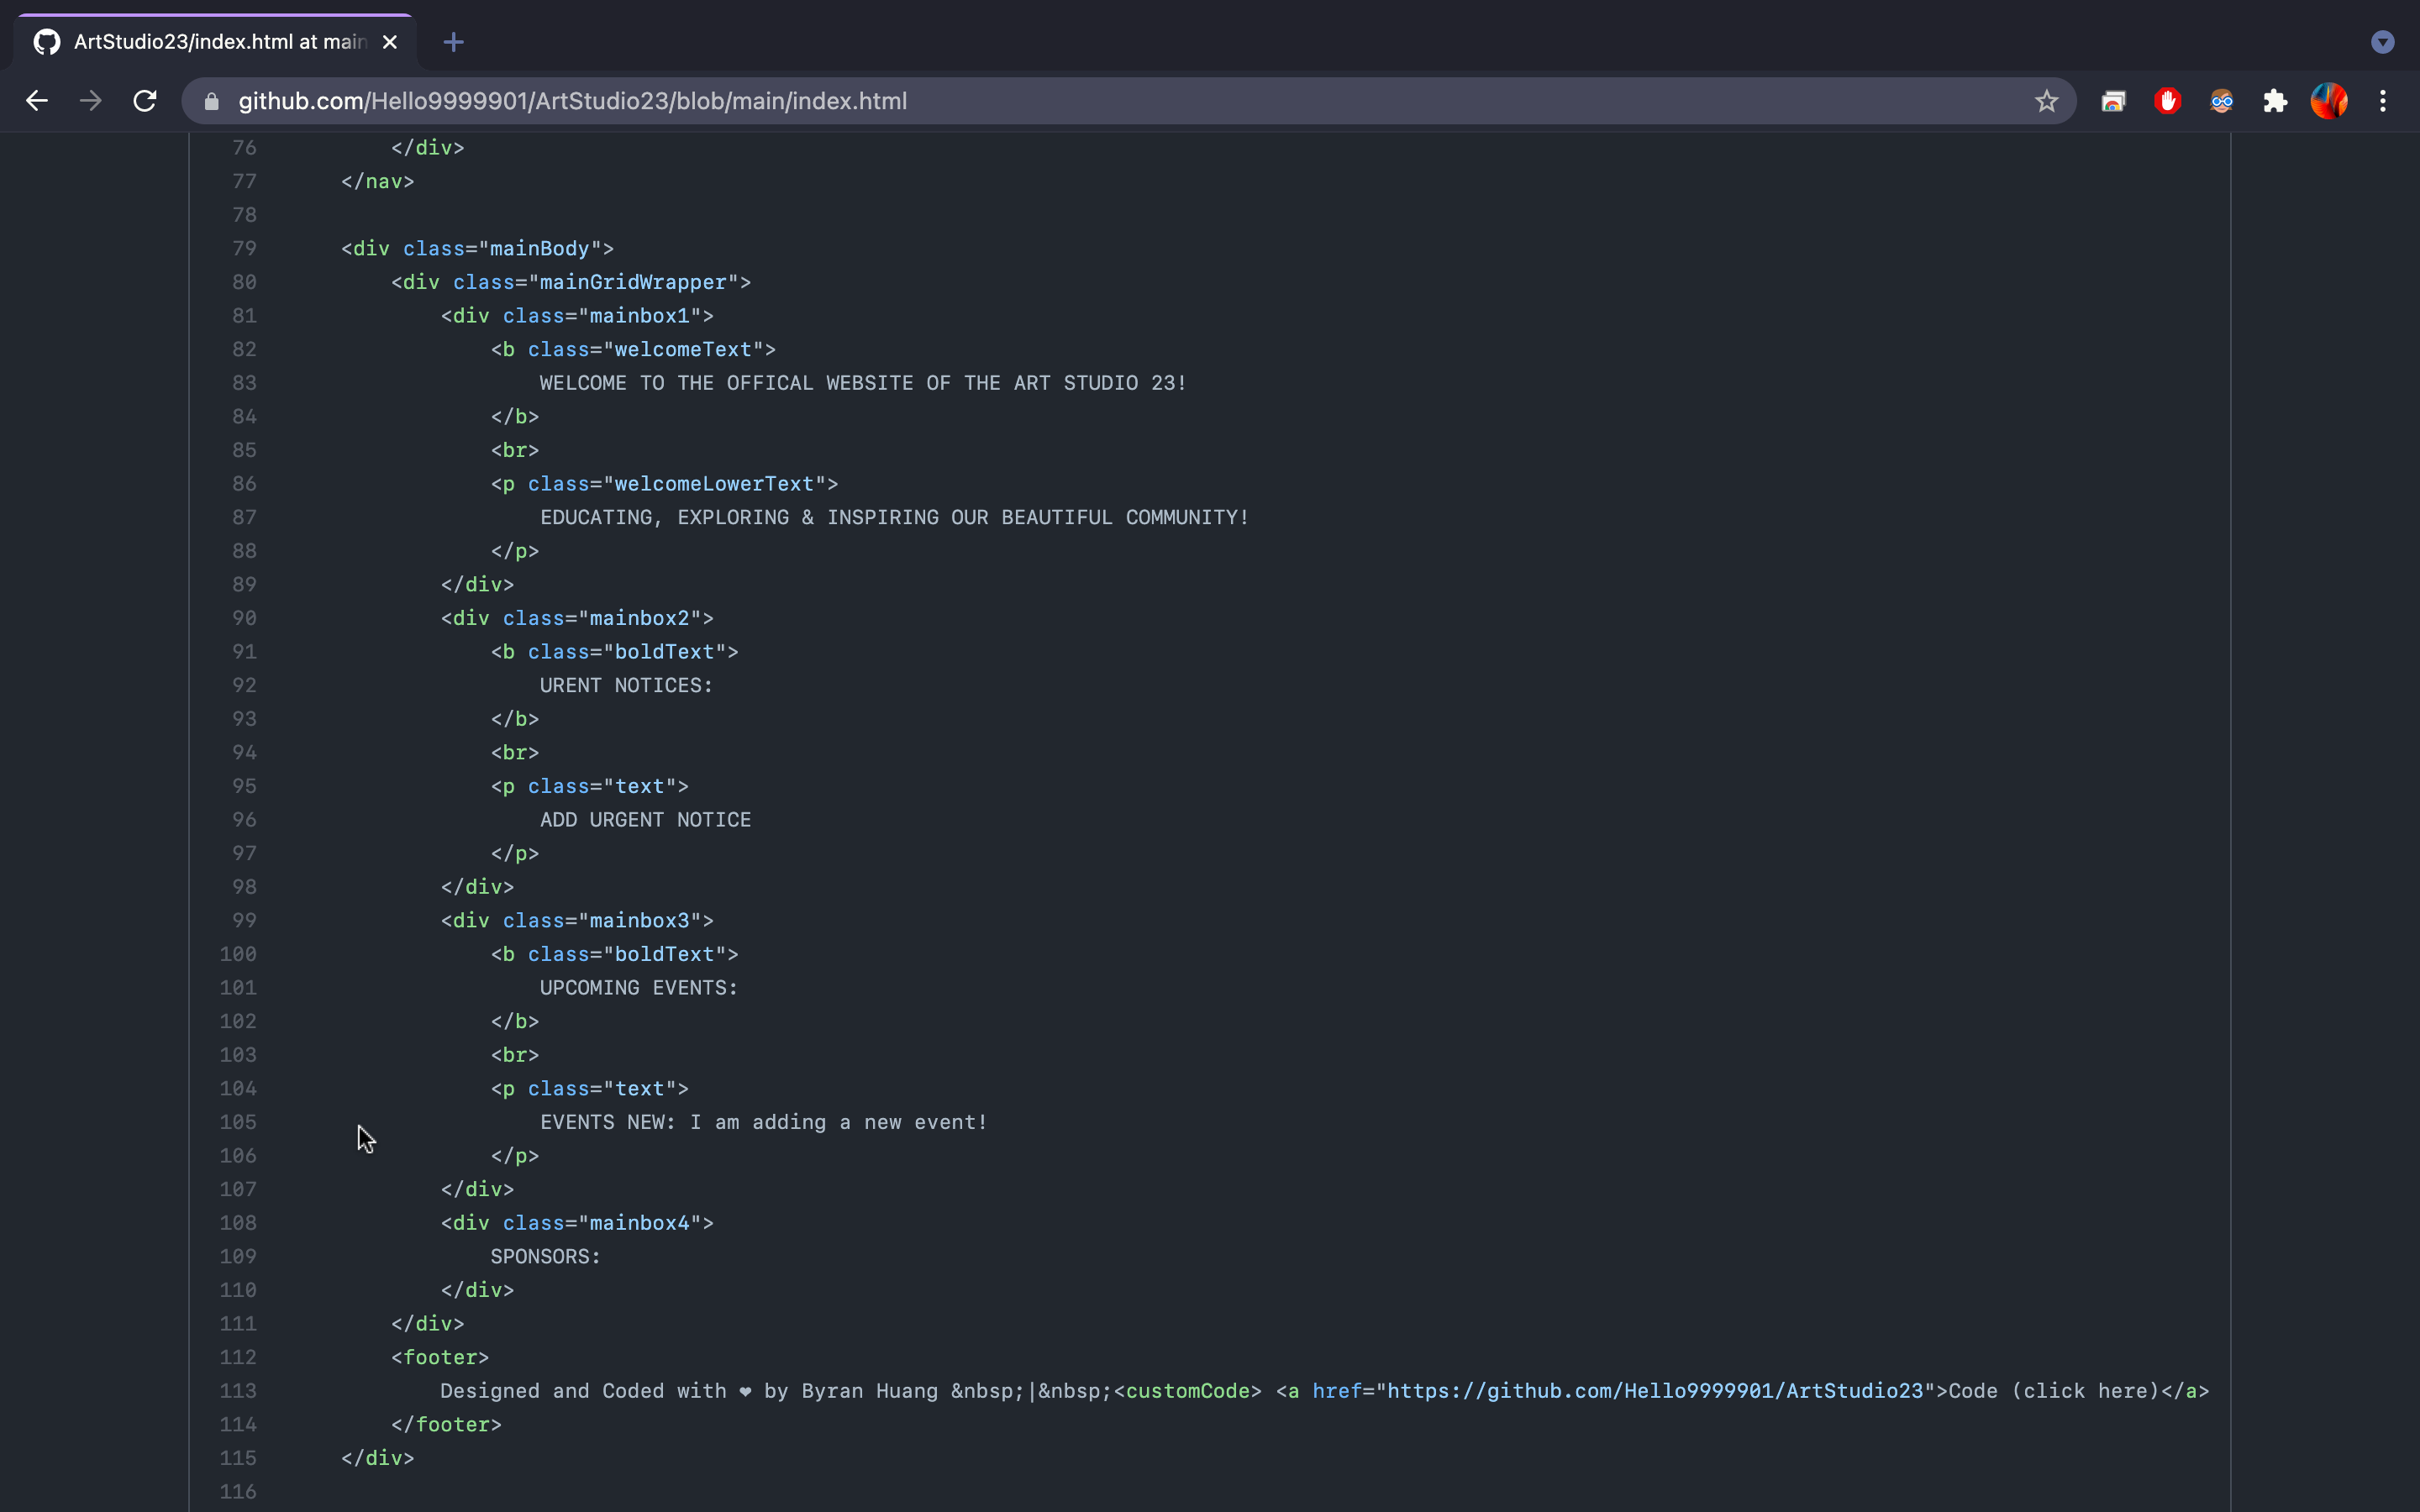 ArtStudio23/index.html at main
github.com/Hello9999901/ArtStudio23/blob/main/index.html
76 </div>
77 </nav>
78
79 <div class="mainBody">
80 <div class="mainGridWrapper">
81 <div class="mainbox1">
82 <b class="welcomeText">
83 WELCOME TO THE OFFICAL WEBSITE OF THE ART STUDIO 23!
84 </b>
85 <br>
86 <p class="welcomeLowerText">
87 EDUCATING, EXPLORING & INSPIRING OUR BEAUTIFUL COMMUNITY!
88 </p>
89 </div>
90 <div class="mainbox2">
91 <b class="boldText">
92 URENT NOTICES:
93 </b>
94 <br>
95 <p class="text">
96 ADD URGENT NOTICE
97 </p>
98 </div>
99 <div class="mainbox3">
100 <b class="boldText">
101 UPCOMING EVENTS:
102 </b>
103 <br>
104 <p class="text">
105 EVENTS NEW: I am adding a new event!
106 </p>
107 </div>
108 <div class="mainbox4">
109 SPONSORS:
110 </div>
111 </div>
112 <footer>
113 Designed and Coded with ❤ by Byran Huang &nbsp;|&nbsp;<customCode> <a href="https://github.com/Hello9999901/ArtStudio23">Code (click here)</a>
114 </footer>
115 </div>
116